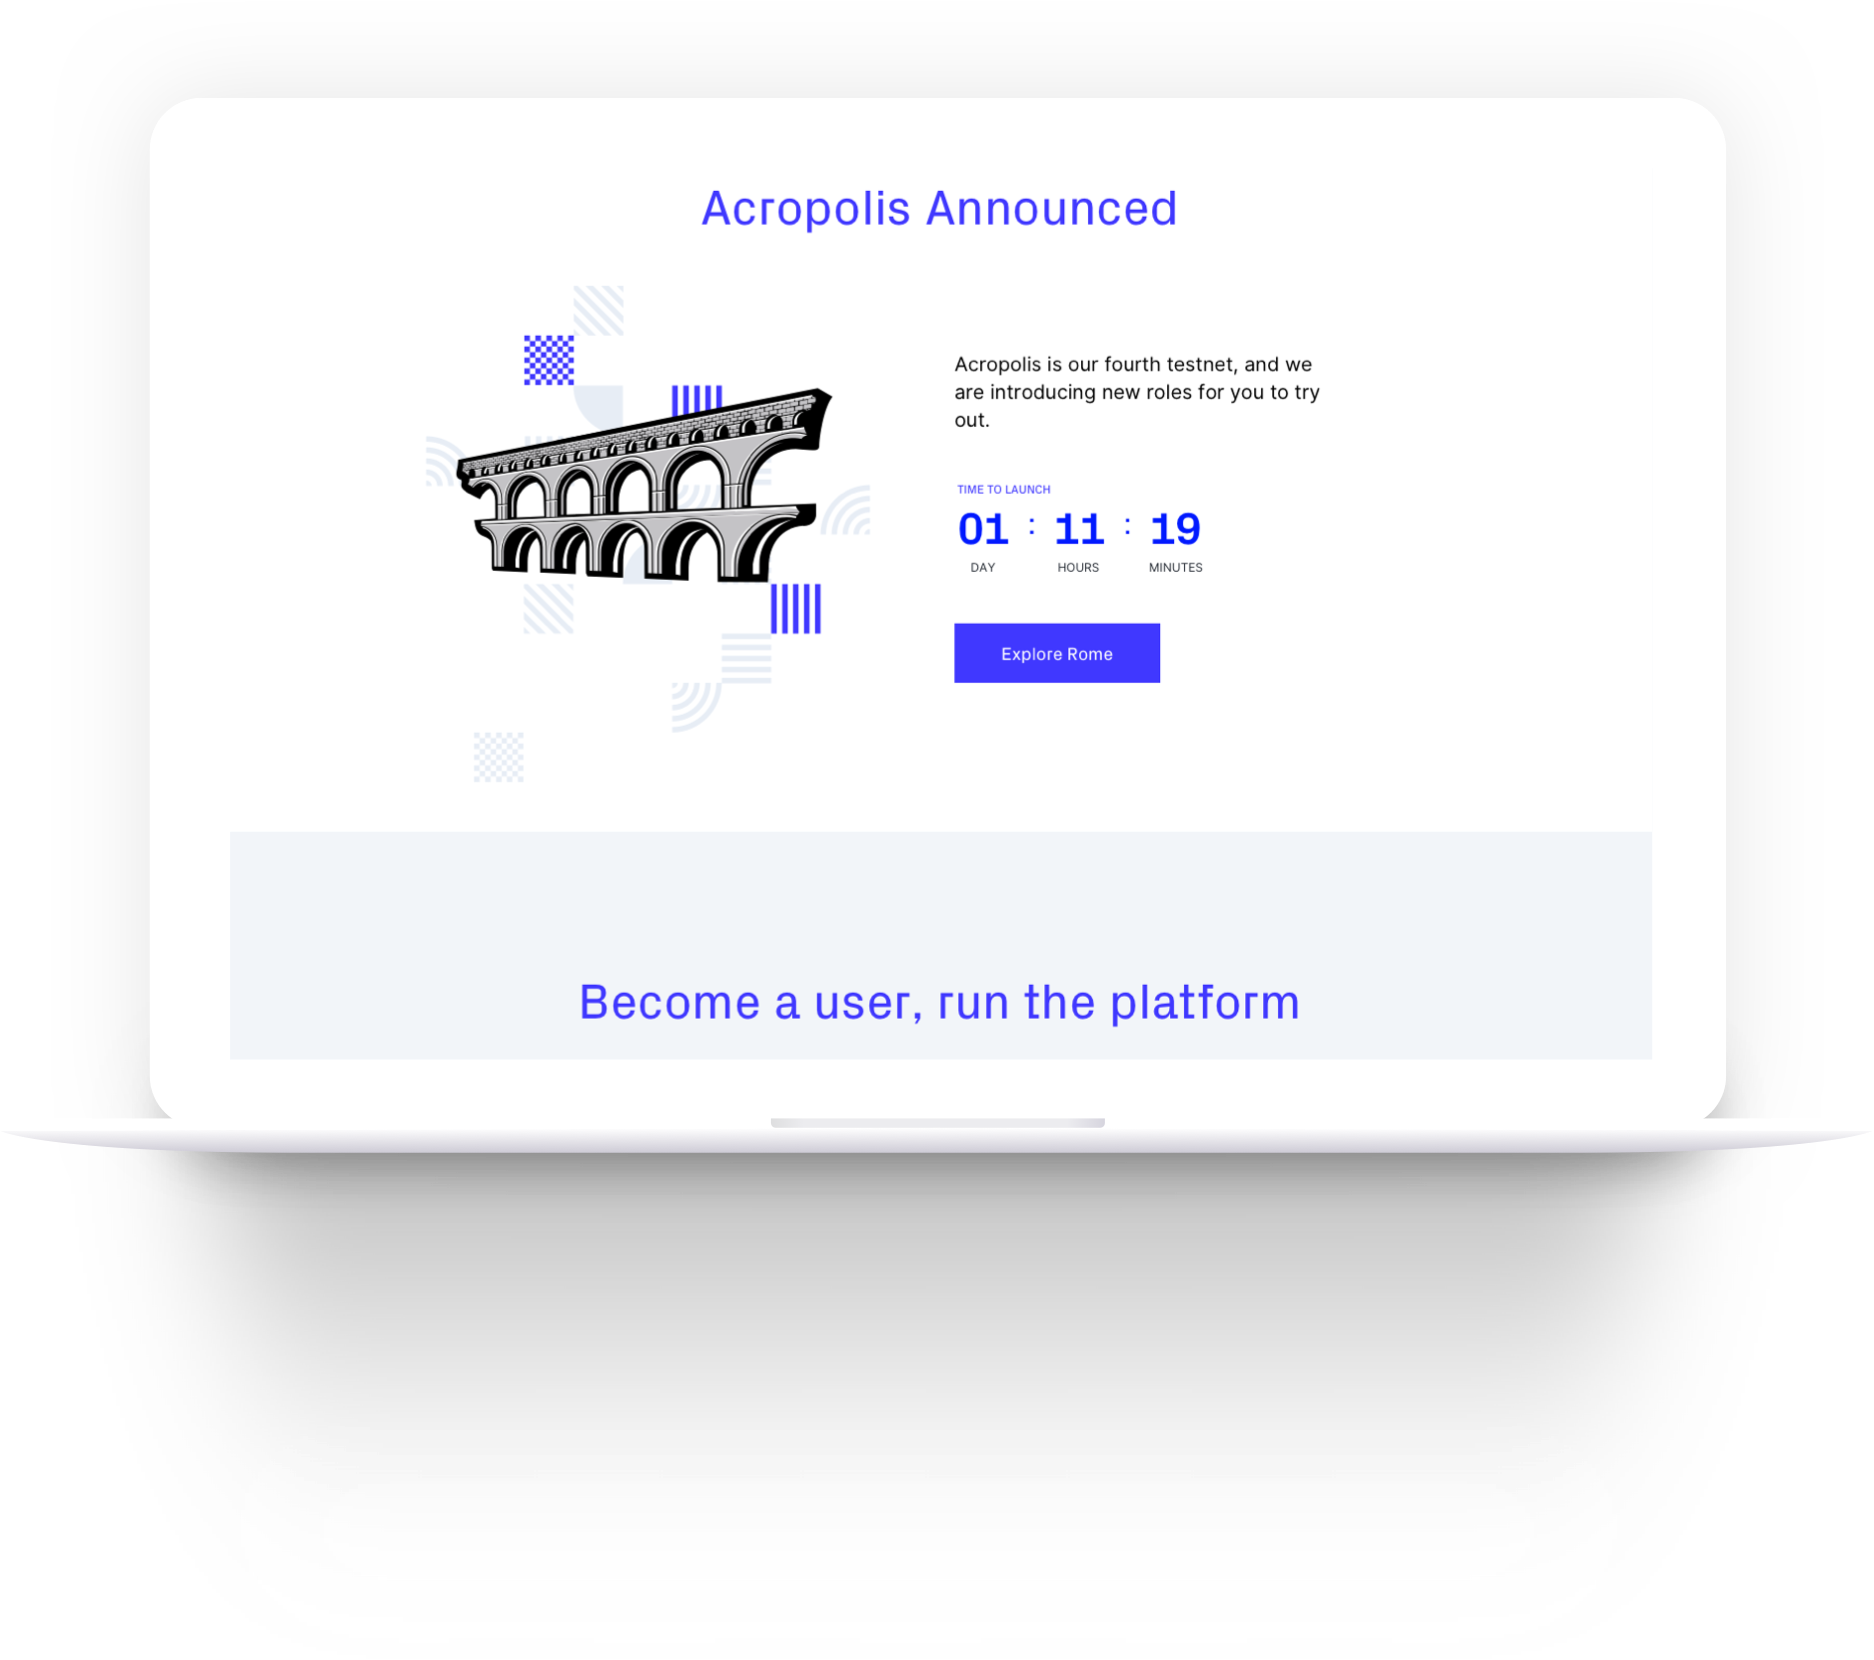 Acropolis Announced
Acropolis is our fourth testnet, and we
are introducing new roles for you to try
out.
TIME TO LAUNCH
01 : 11 : 19
DAY HOURS MINUTES
Explore Rome
Become a user, run the platform